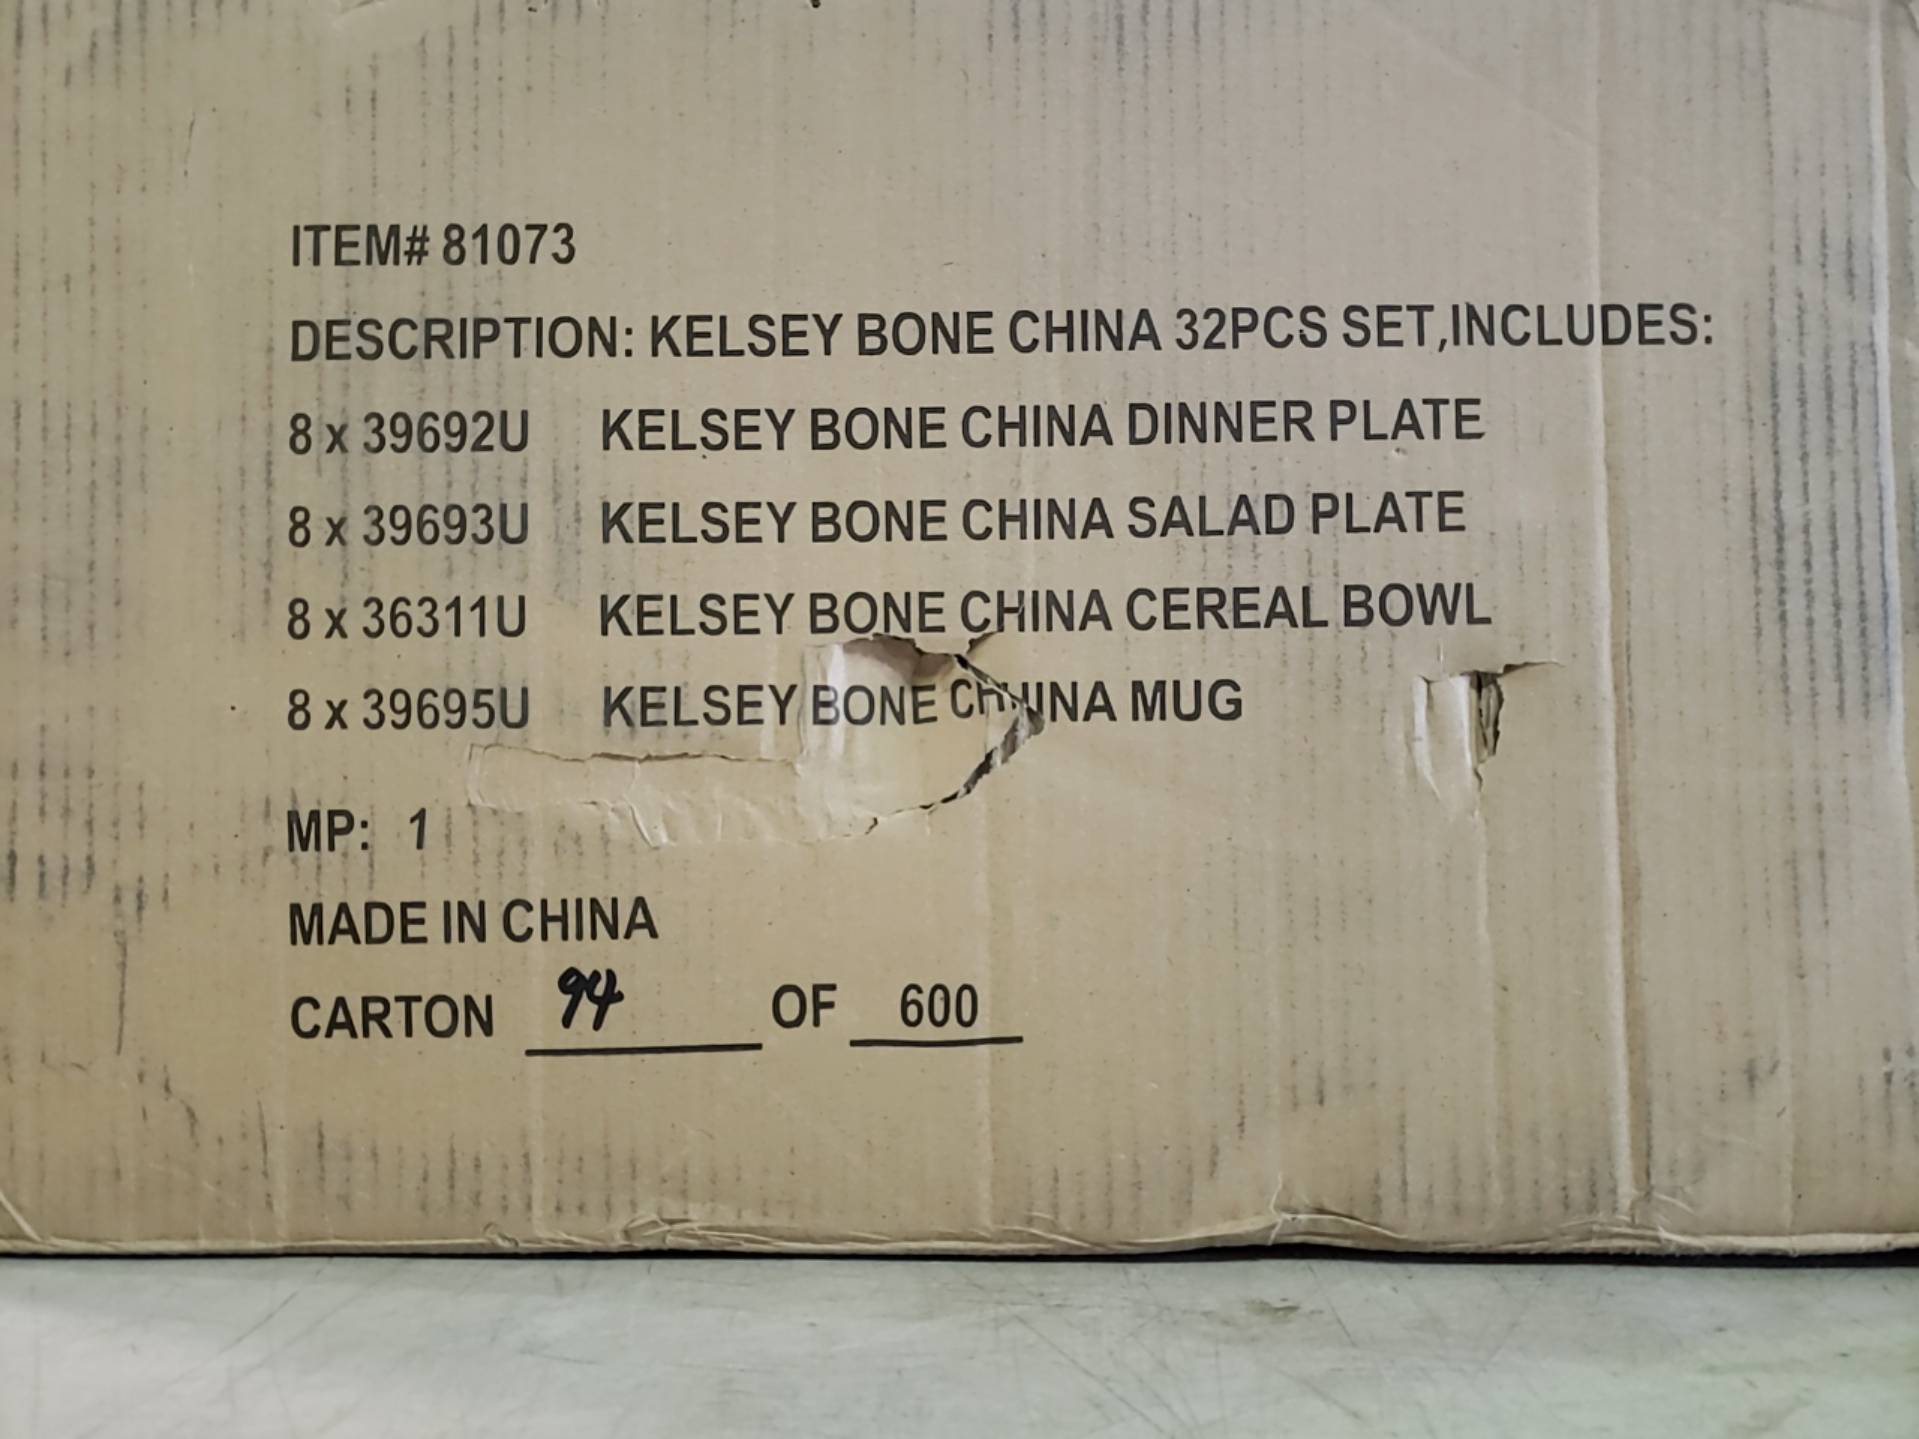 ITEM# 81073
DESCRIPTION: KELSEY BONE CHINA 32PCS SET,INCLUDES:
8 x 39692U KELSEY BONE CHINA DINNER PLATE
8 x 39693U KELSEY BONE CHINA SALAD PLATE
8 x 36311U KELSEY BONE CHINA CEREAL BOWL
8 x 39695U KELSEY BONE CHINA MUG
MP: 1
MADE IN CHINA
CARTON 94 OF 600